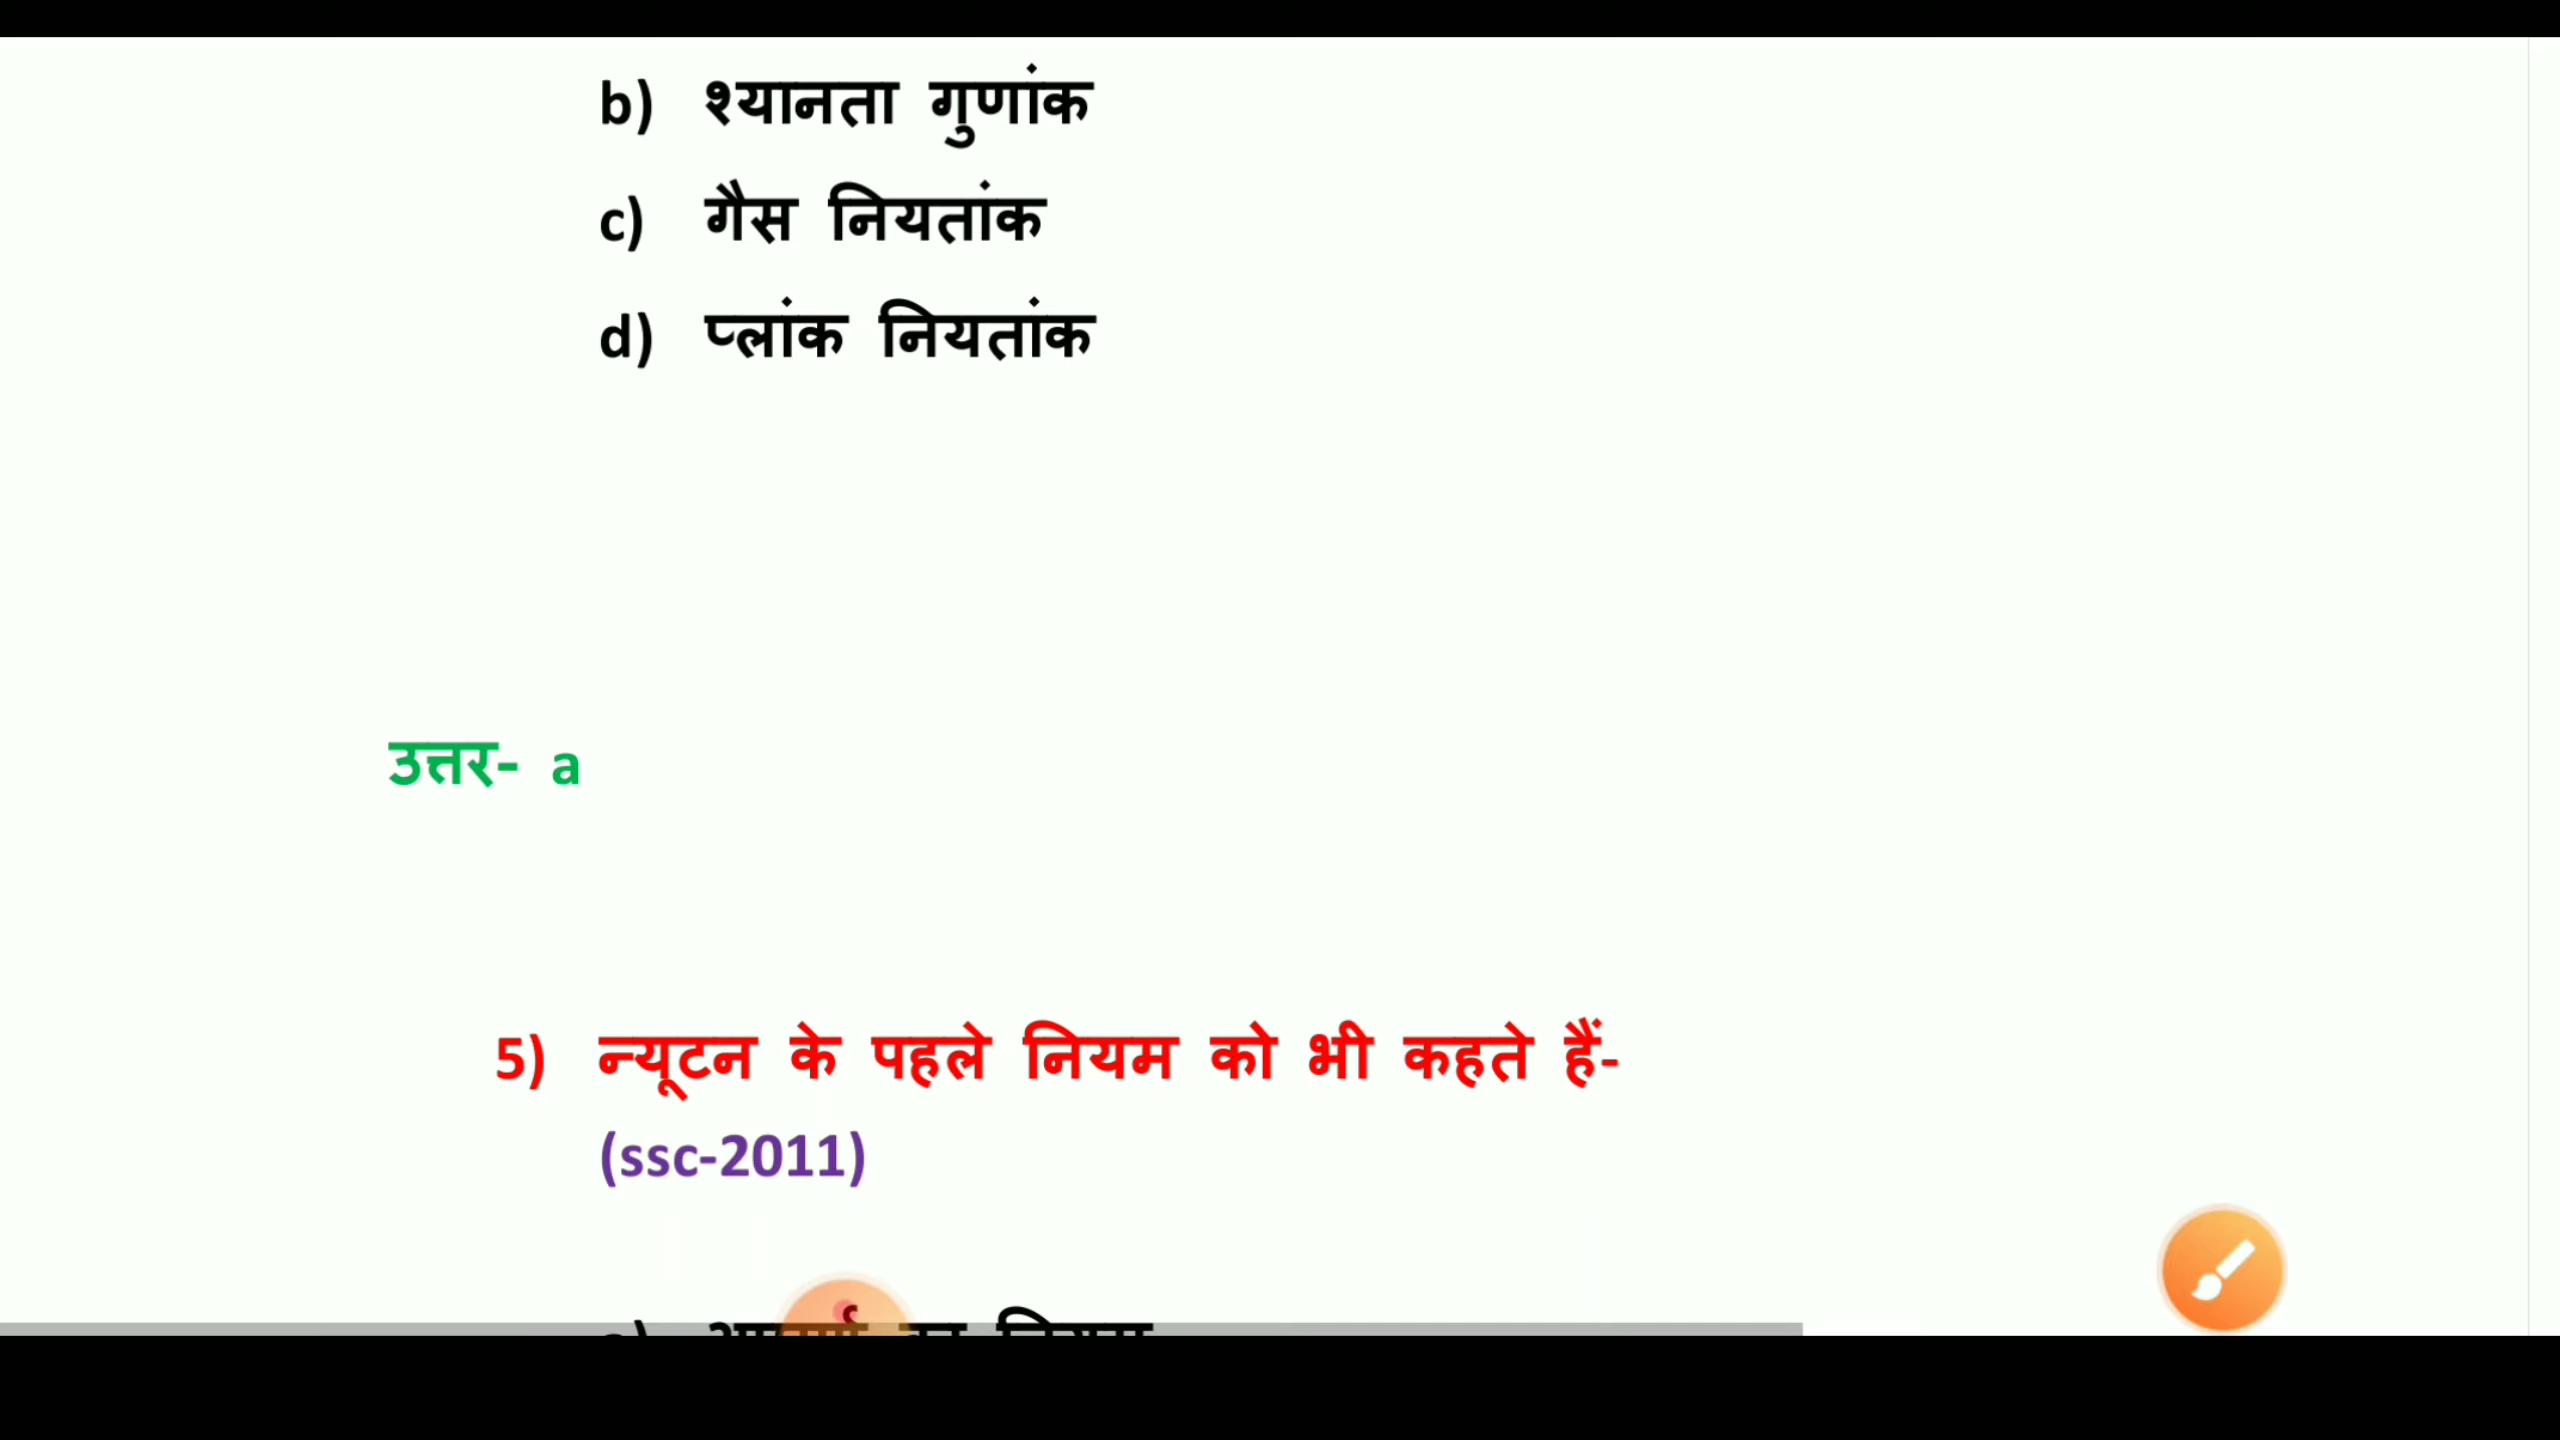 b) श्यानता गुणांक
c) गैस नियतांक
d) प्लांक नियतांक
उत्तर- a
5) न्यूटन के पहले नियम को भी कहते हैं-
(ssc-2011)